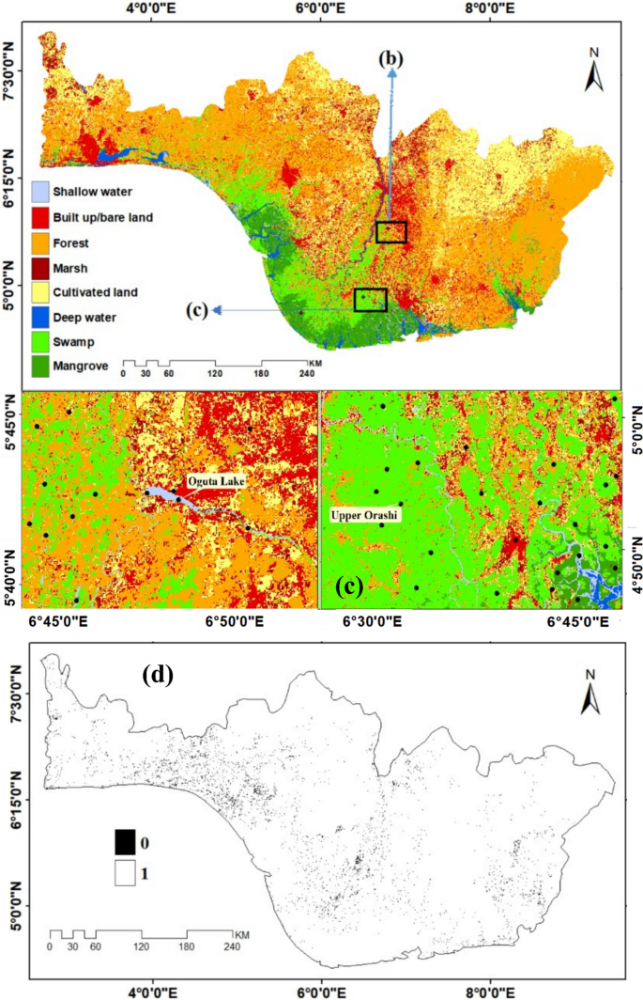 4°0'0"E 6°0'0"E 8°0'0"E
(b)
N
7°30'0"N
6°15'0"N
5°0'0"N
Shallow water
Built up/bare land
Forest
Marsh
Cultivated land
Deep water
Swamp
Mangrove
(c)
0 30 60 120 180 240 KM
5°45'0"N
5°40'0"N
Oguta Lake
Upper Orashi
(c)
5°0'0"N
4°50'0"N
6°45'0"E 6°50'0"E 6°30'0"E 6°45'0"E
(d)
N
7°30'0"N
6°15'0"N
5°0'0"N
0
1
0 30 60 120 180 240 KM
4°0'0"E 6°0'0"E 8°0'0"E